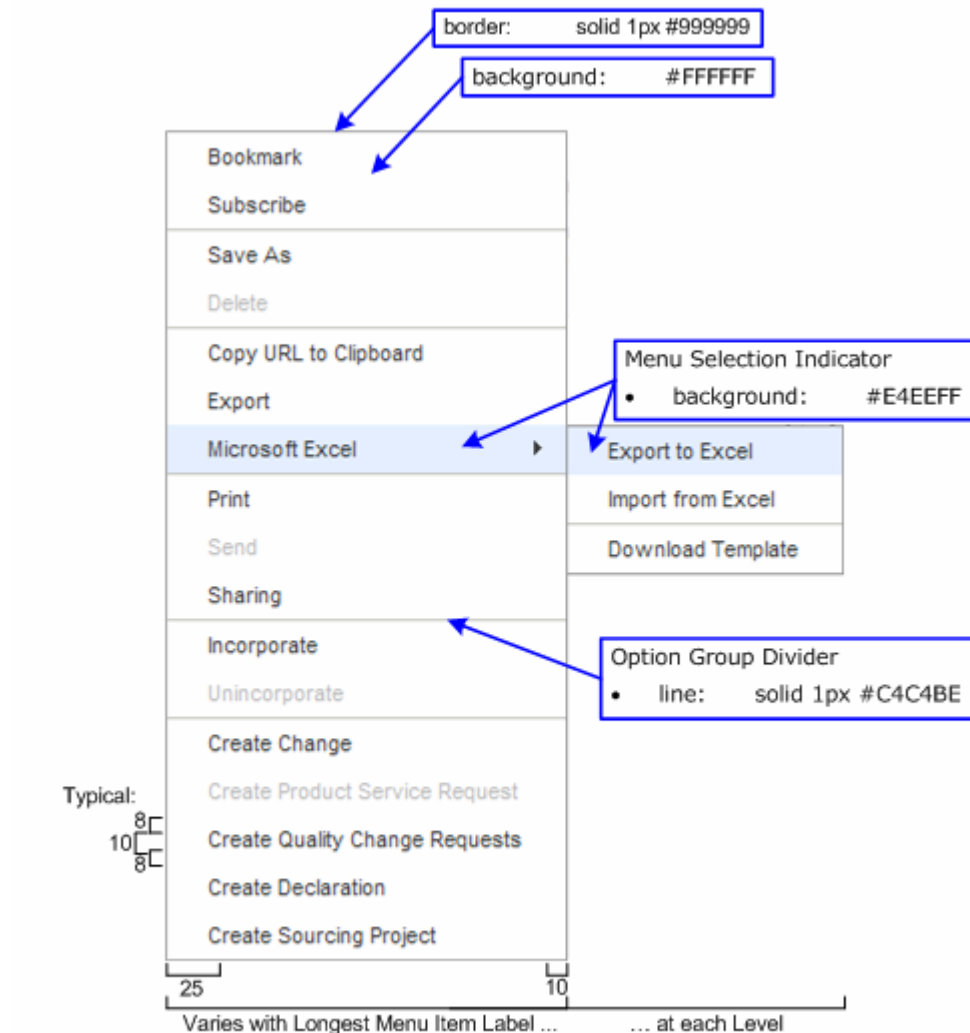 border: solid 1px #999999
background: #FFFFFF
Bookmark
Subscribe
Save As
Delete
Copy URL to Clipboard
Export
Menu Selection Indicator
• background: #E4EEFF
Microsoft Excel
Export to Excel
Import from Excel
Download Template
Print
Send
Sharing
Option Group Divider
• line: solid 1px #C4C4BE
Incorporate
Unincorporate
Create Change
Create Product Service Request
Create Quality Change Requests
Create Declaration
Create Sourcing Project
Typical:
8
10
8
25
10
Varies with Longest Menu Item Label ...
... at each Level